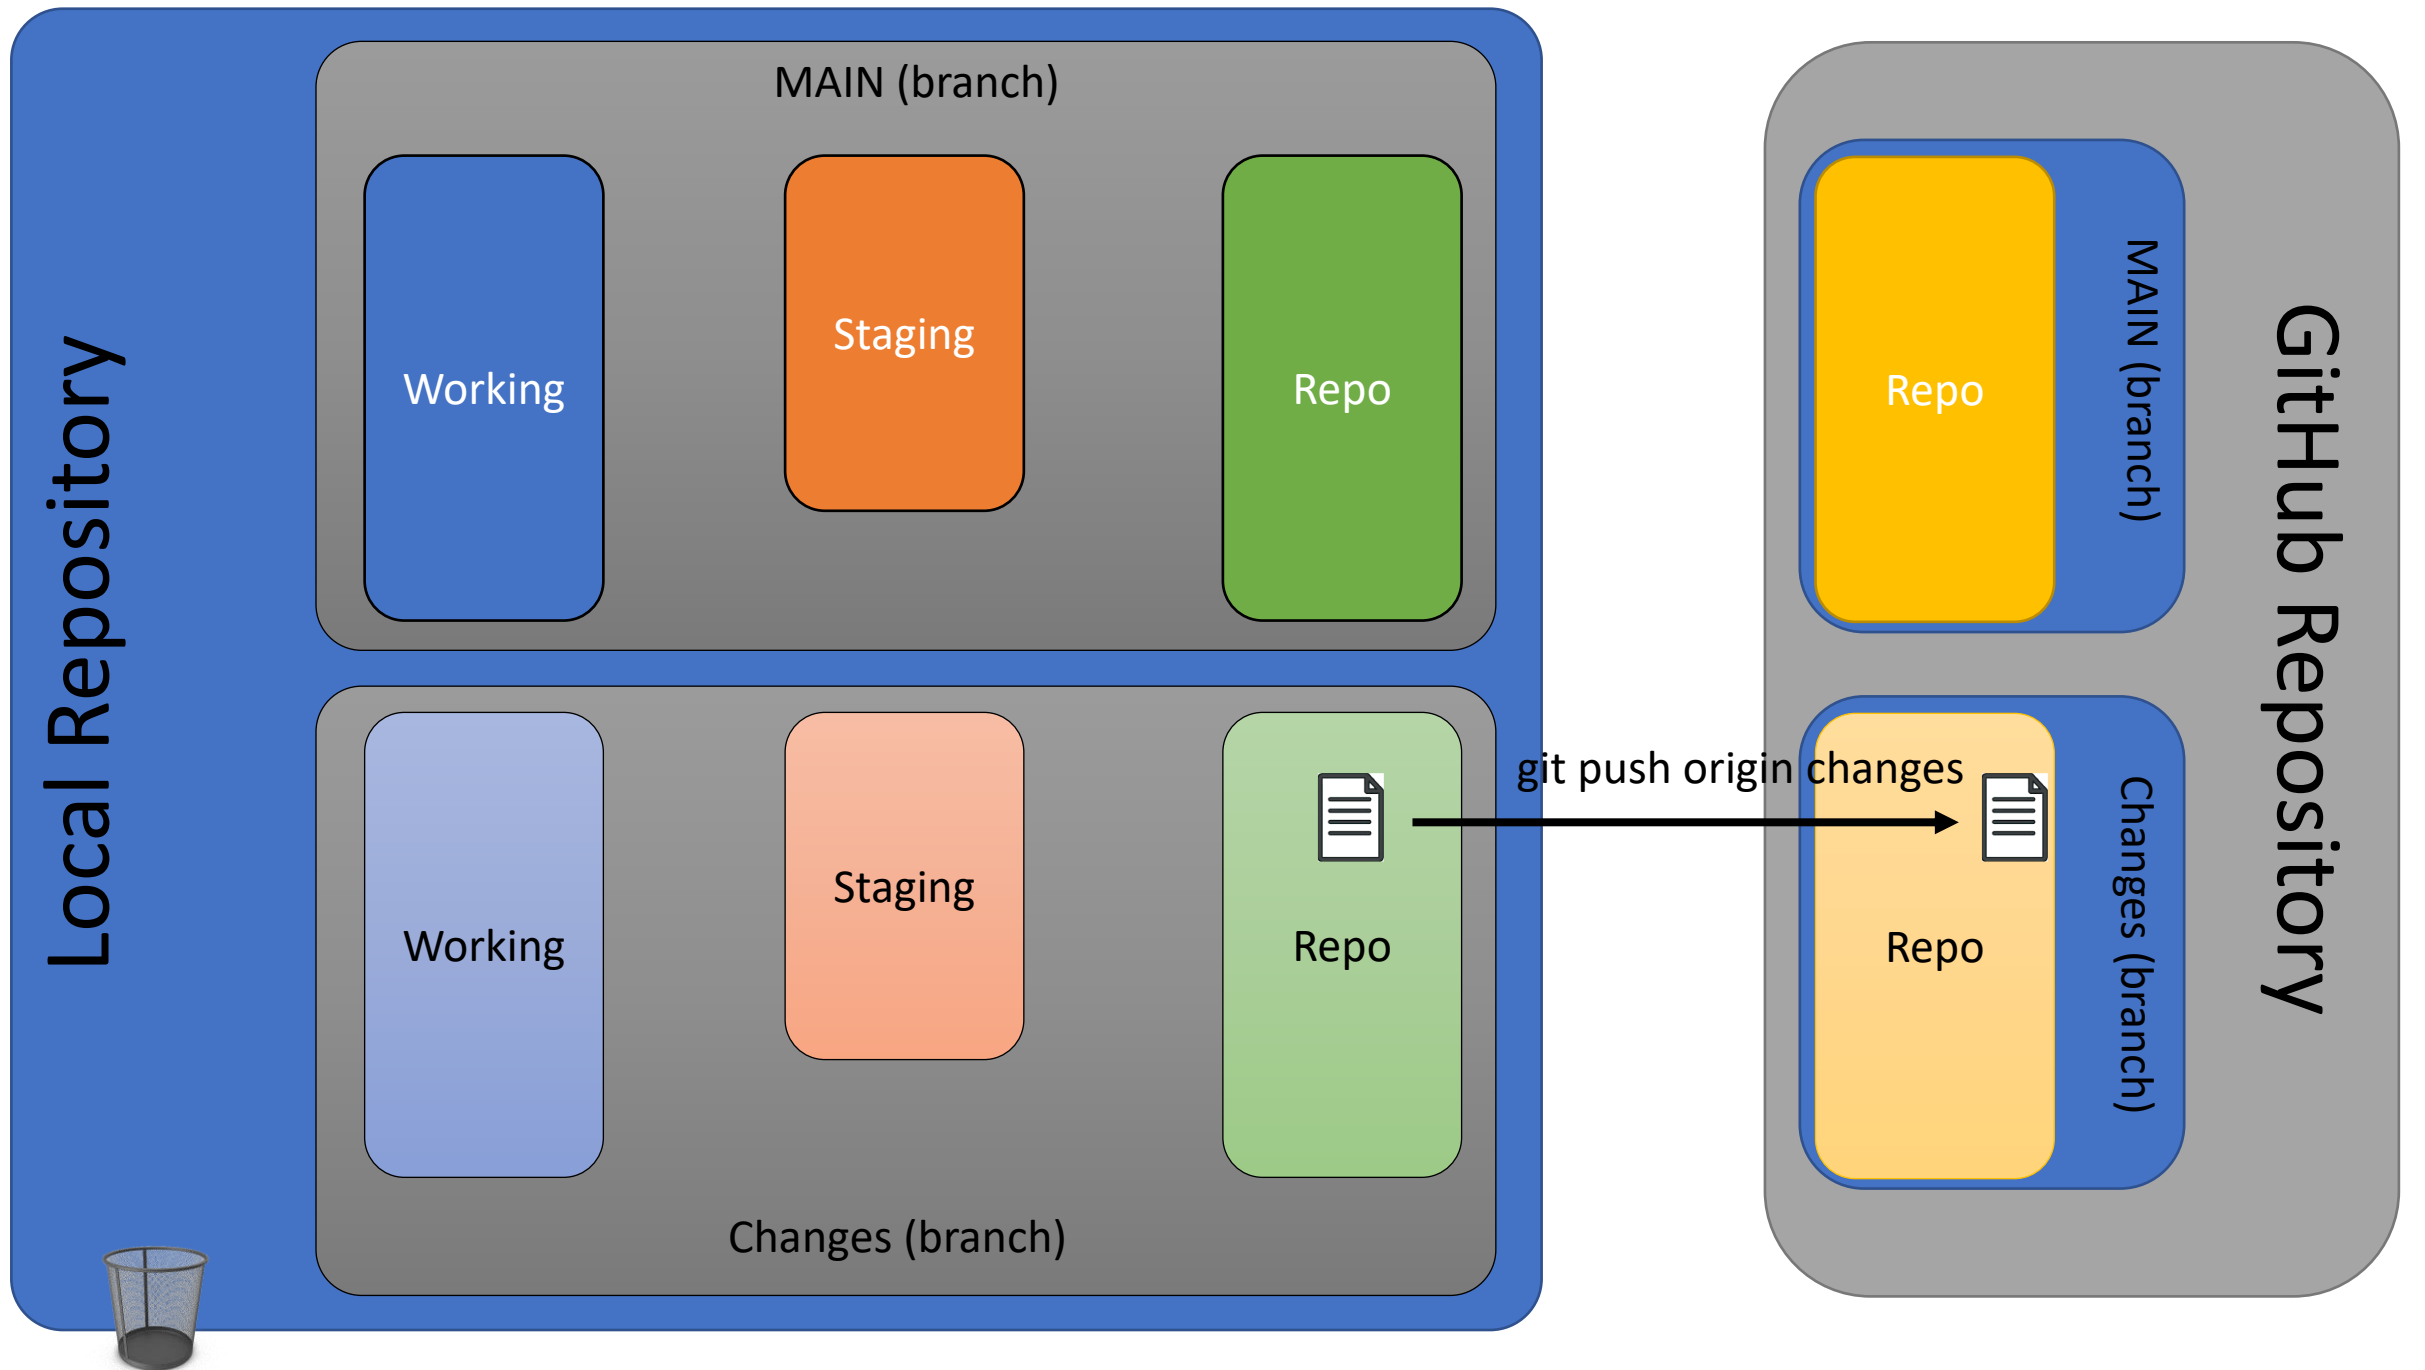 Local Repository
MAIN (branch)
Working
Staging
Repo
Working
Staging
Repo
Changes (branch)
git push origin changes
Repo
MAIN (branch)
Repo
Changes (branch)
GitHub Repository